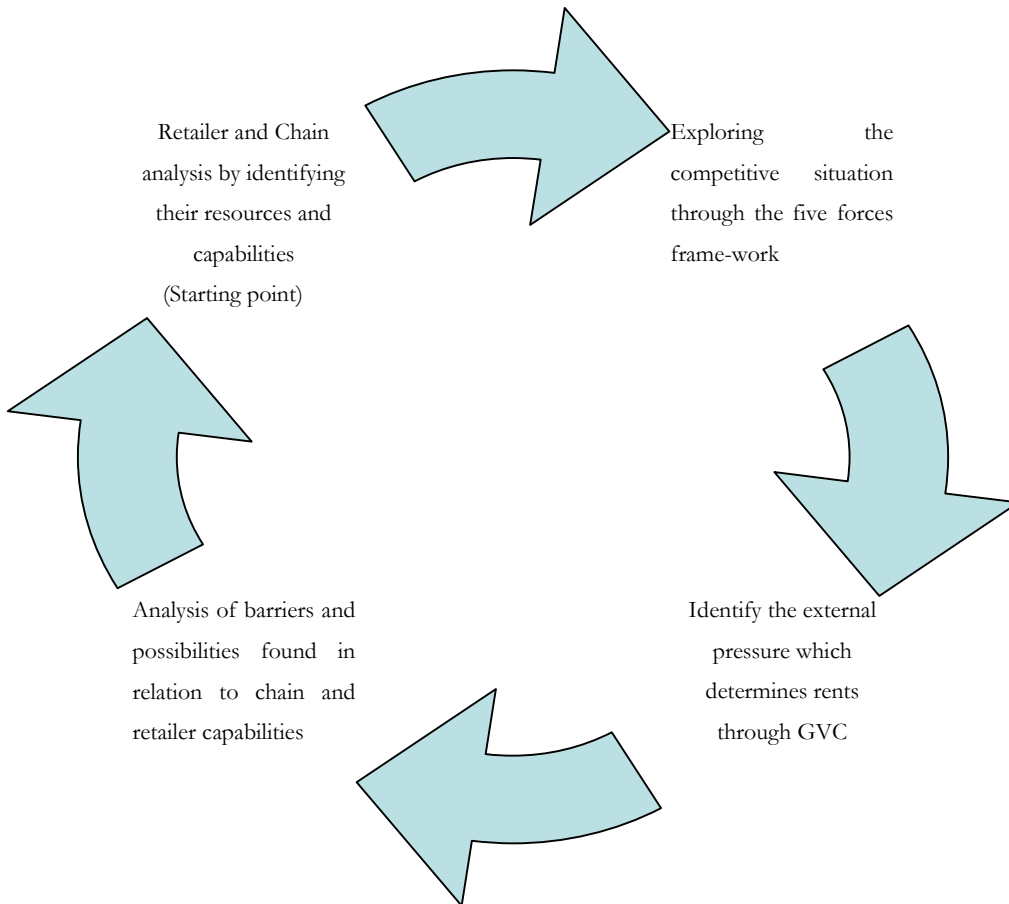 Retailer and Chain
analysis by identifying
their resources and
capabilities
(Starting point)
Exploring the
competitive situation
through the five forces
frame-work
Identify the external
pressure which
determines rents
through GVC
Analysis of barriers and
possibilities found in
relation to chain and
retailer capabilities